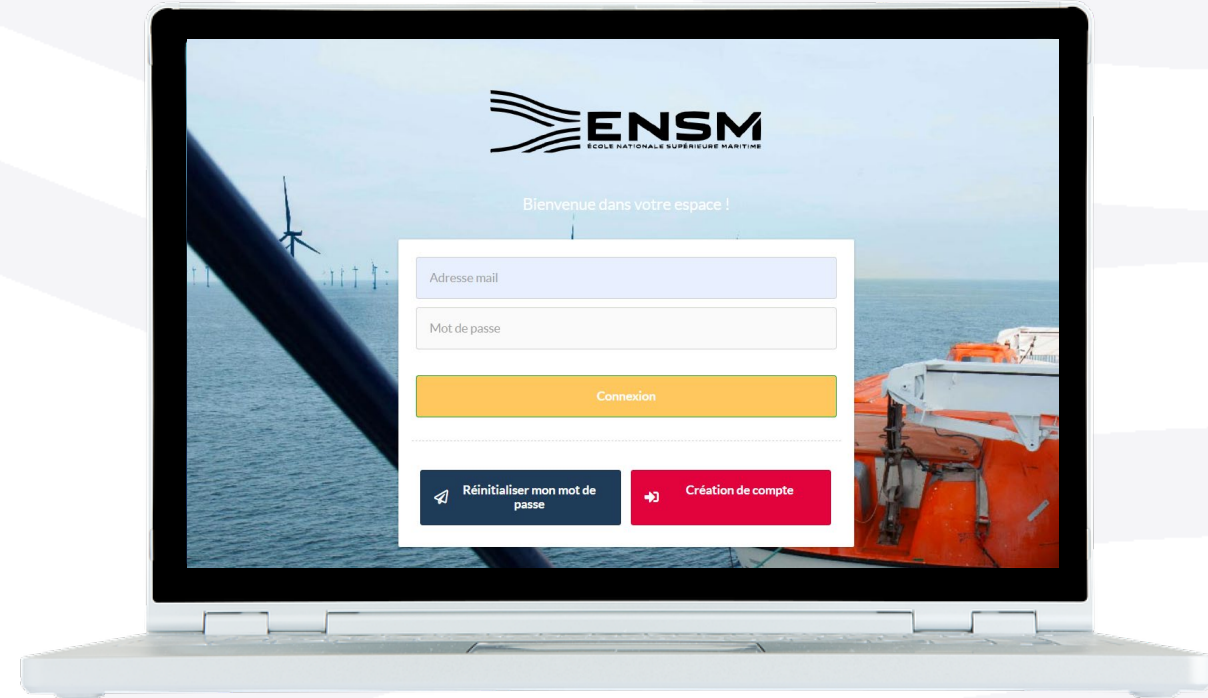 ENSM
ÉCOLE NATIONALE SUPÉRIEURE MARITIME
Bienvenue dans votre espace !
Adresse mail
Mot de passe
Connexion
Réinitialiser mon mot de
passe
Création de compte